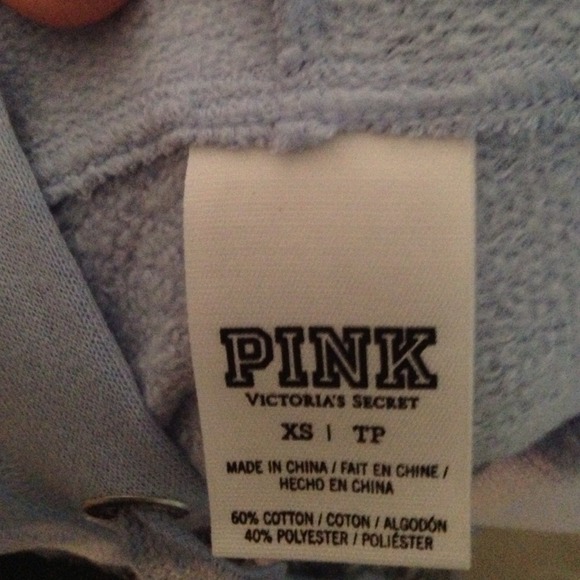 PINK
VICTORIA'S SECRET
XS | TP
MADE IN CHINA / FAIT EN CHINE /
HECHO EN CHINA
60% COTTON / COTON / ALGODÓN
40% POLYESTER / POLIÉSTER